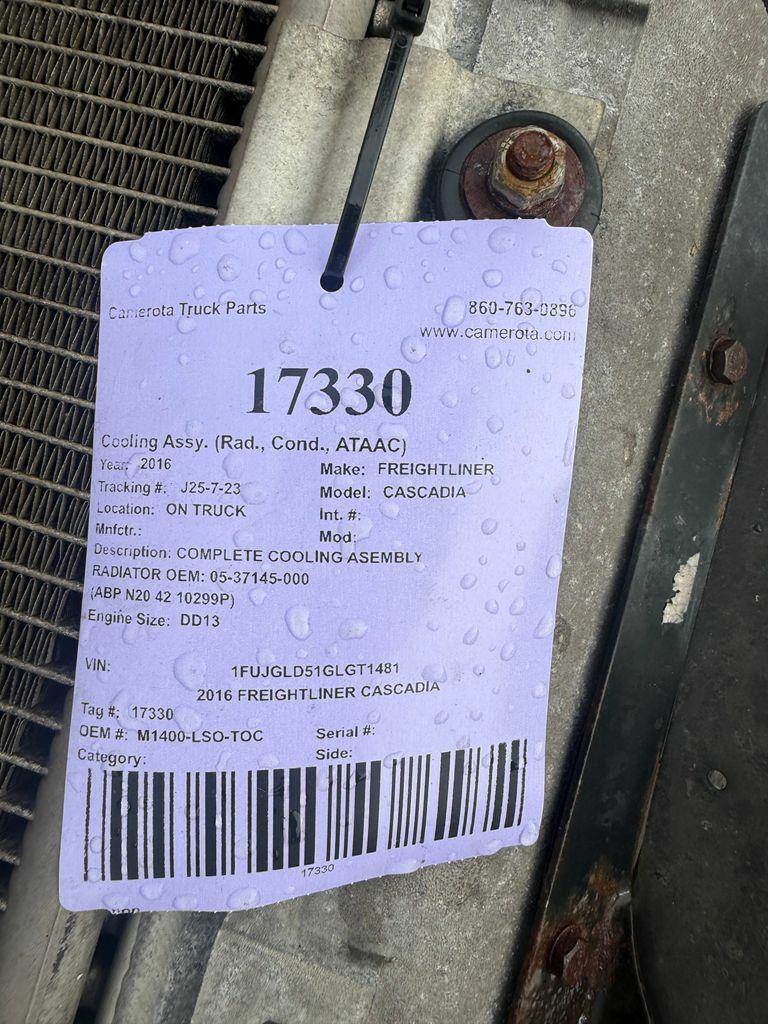 Camerota Truck Parts 860-763-0896
www.camerota.com
17330
Cooling Assy. (Rad., Cond., ATAAC)
Year: 2016 Make: FREIGHTLINER
Tracking #: J25-7-23 Model: CASCADIA
Location: ON TRUCK Int. #:
Mnfctr.: Mod:
Description: COMPLETE COOLING ASEMBLY
RADIATOR OEM: 05-37145-000
(ABP N20 42 10299P)
Engine Size: DD13
VIN: 1FUJGLD51GLGT1481
2016 FREIGHTLINER CASCADIA
Tag #: 17330
OEM #: M1400-LSO-TOC Serial #:
Category: Side:
17330